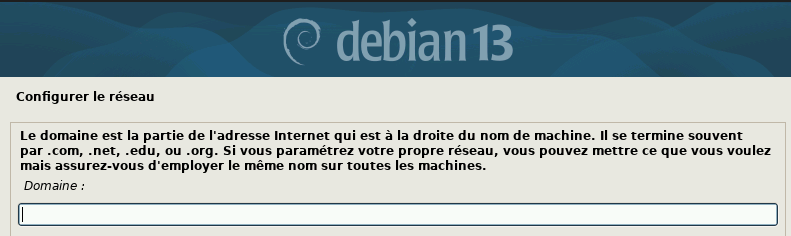 debian 13
Configurer le réseau
Le domaine est la partie de l'adresse Internet qui est à la droite du nom de machine. Il se termine souvent
par .com, .net, .edu, ou .org. Si vous paramétrez votre propre réseau, vous pouvez mettre ce que vous voulez
mais assurez-vous d'employer le même nom sur toutes les machines.
Domaine :